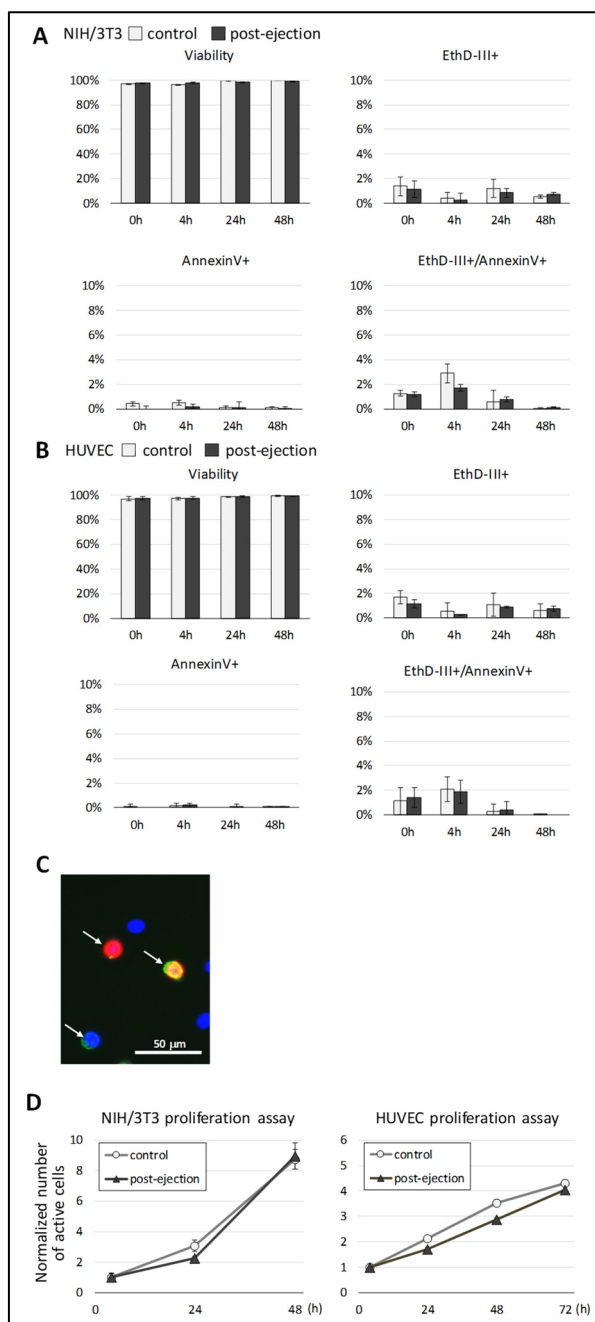 A NIH/3T3 control post-ejection
Viability
100%
80%
60%
40%
20%
0%
0h 4h 24h 48h
EthD-III+
10%
8%
6%
4%
2%
0%
0h 4h 24h 48h
AnnexinV+
10%
8%
6%
4%
2%
0%
0h 4h 24h 48h
EthD-III+/AnnexinV+
10%
8%
6%
4%
2%
0%
0h 4h 24h 48h
B HUVEC control post-ejection
Viability
100%
80%
60%
40%
20%
0%
0h 4h 24h 48h
EthD-III+
10%
8%
6%
4%
2%
0%
0h 4h 24h 48h
AnnexinV+
10%
8%
6%
4%
2%
0%
0h 4h 24h 48h
EthD-III+/AnnexinV+
10%
8%
6%
4%
2%
0%
0h 4h 24h 48h
C
50 μm
D
NIH/3T3 proliferation assay
Normalized number
of active cells
10
8
6
4
2
0
control
post-ejection
0 24 48 (h)
HUVEC proliferation assay
6
5
4
3
2
1
0
control
post-ejection
0 24 48 72 (h)